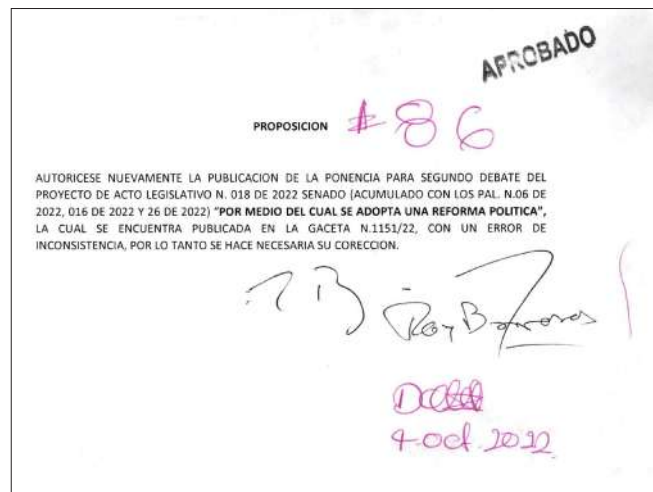 APROBADO
PROPOSICION # 86
AUTORICESE NUEVAMENTE LA PUBLICACION DE LA PONENCIA PARA SEGUNDO DEBATE DEL
PROYECTO DE ACTO LEGISLATIVO N. 018 DE 2022 SENADO (ACUMULADO CON LOS PAL. N.06 DE
2022, 016 DE 2022 Y 26 DE 2022) "POR MEDIO DEL CUAL SE ADOPTA UNA REFORMA POLITICA",
LA CUAL SE ENCUENTRA PUBLICADA EN LA GACETA N.1151/22, CON UN ERROR DE
INCONSISTENCIA, POR LO TANTO SE HACE NECESARIA SU CORECCION.
Roy Barreras
4-oct. 2022